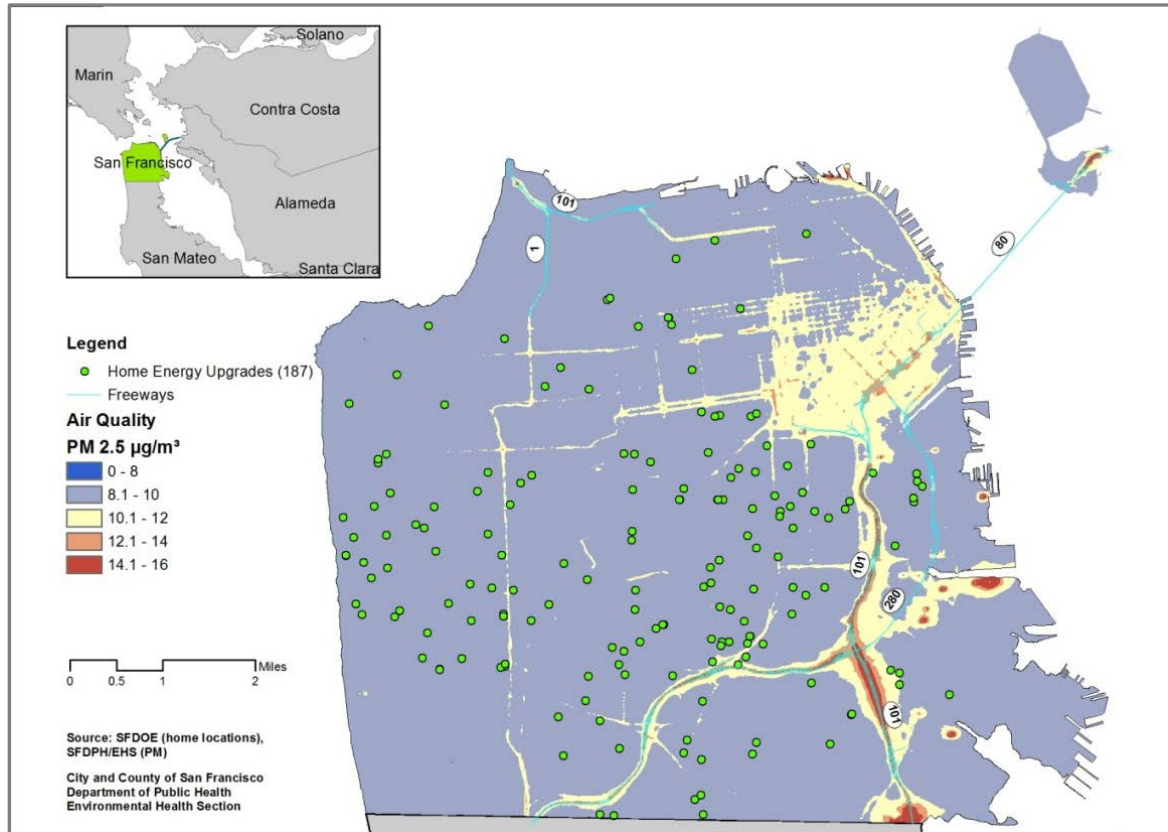 Solano
Marin
Contra Costa
San Francisco
Alameda
San Mateo
Santa Clara
Legend
Home Energy Upgrades (187)
Freeways
Air Quality
PM 2.5 µg/m³
0 - 8
8.1 - 10
10.1 - 12
12.1 - 14
14.1 - 16
Miles
0 0.5 1 2
Source: SFDOE (home locations),
SFDPH/EHS (PM)
City and County of San Francisco
Department of Public Health
Environmental Health Section
101
1
80
101
280
101